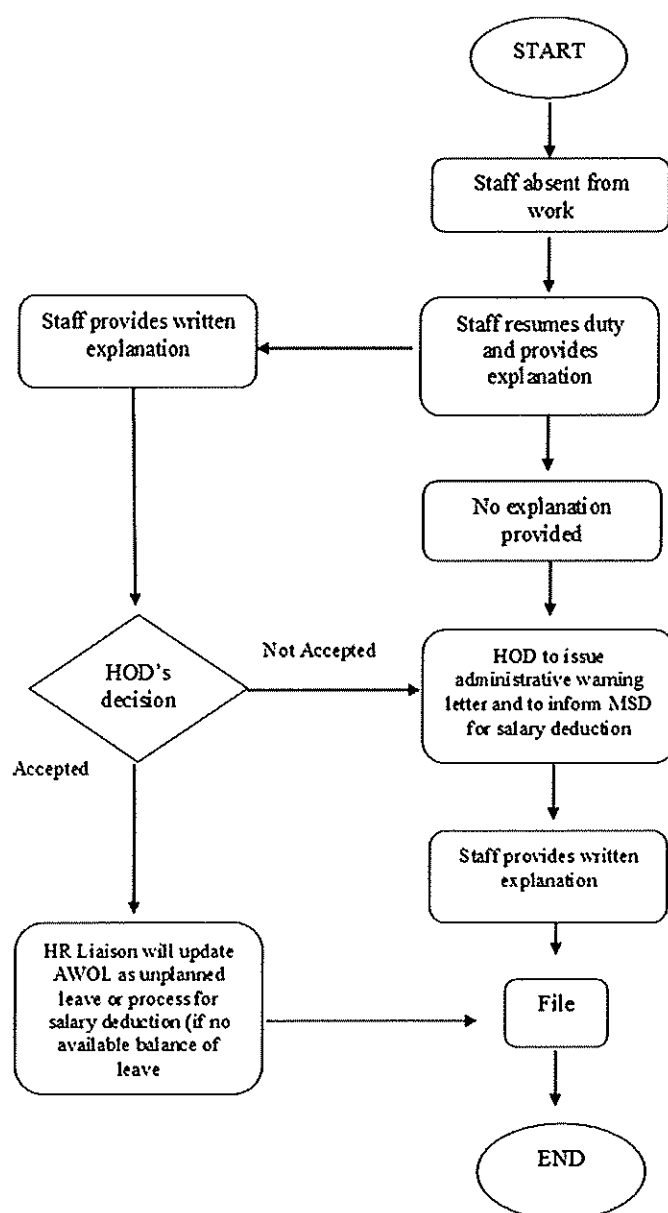 START
Staff absent from
work
Staff resumes duty
and provides
explanation
Staff provides written
explanation
No explanation
provided
HOD's
decision
Not Accepted
HOD to issue
administrative warning
letter and to inform MSD
for salary deduction
Accepted
Staff provides written
explanation
HR Liaison will update
AWOL as unplanned
leave or process for
salary deduction (if no
available balance of
leave
File
END